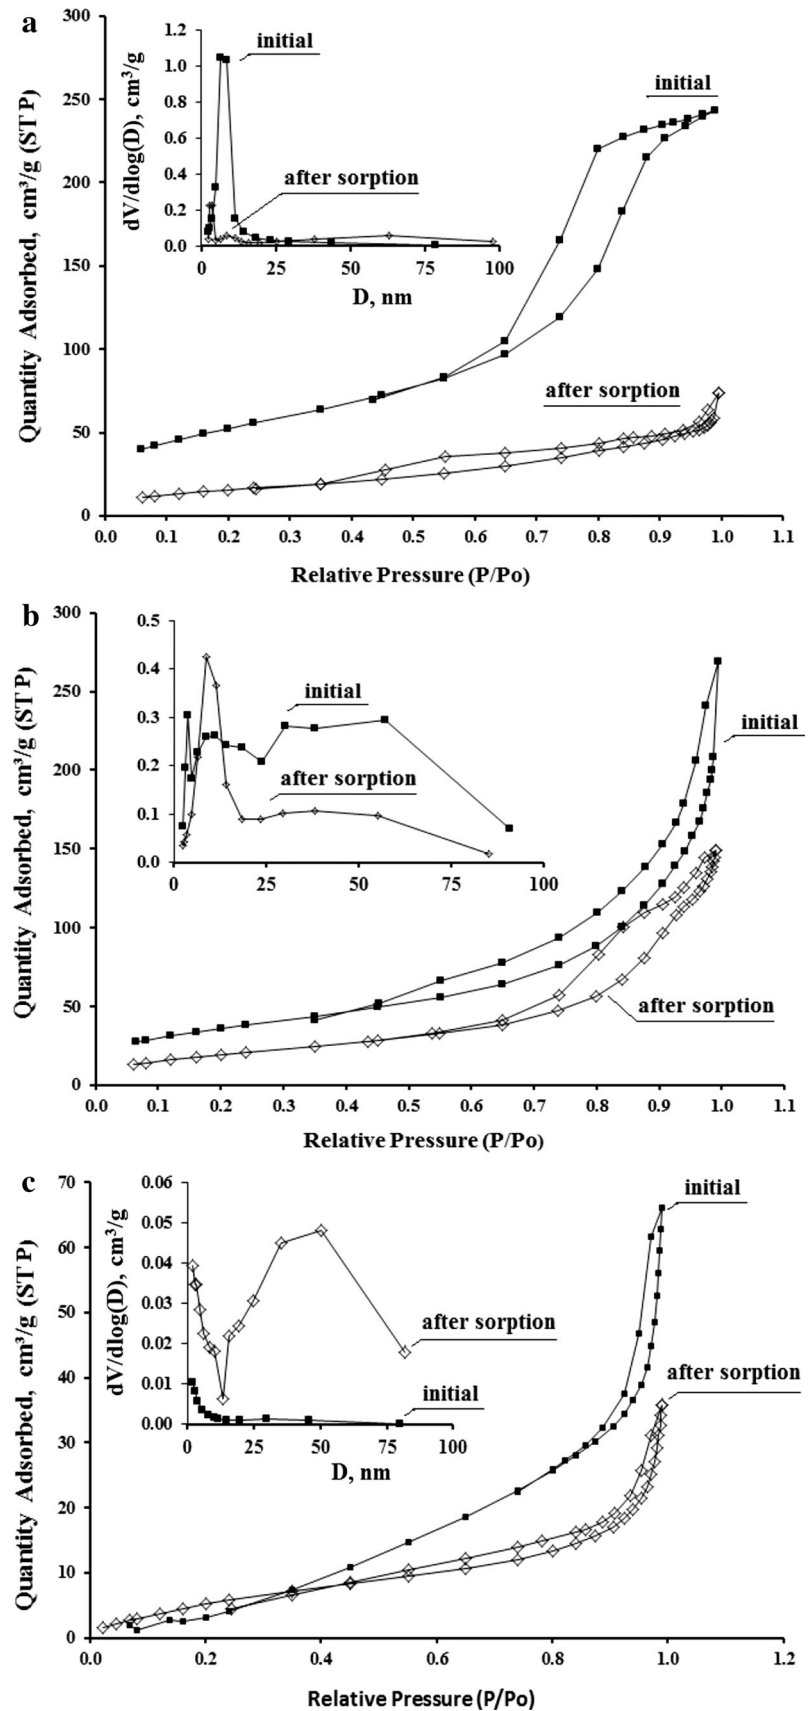 a
300
250
200
150
100
50
0
Quantity Adsorbed, cm³/g (STP)
0.0 0.1 0.2 0.3 0.4 0.5 0.6 0.7 0.8 0.9 1.0 1.1
Relative Pressure (P/Po)
initial
after sorption
1.2
1.0
0.8
0.6
0.4
0.2
0.0
dV/dlog(D), cm³/g
initial
after sorption
0 25 50 75 100
D, nm
b
300
250
200
150
100
50
0
Quantity Adsorbed, cm³/g (STP)
0.0 0.1 0.2 0.3 0.4 0.5 0.6 0.7 0.8 0.9 1.0 1.1
Relative Pressure (P/Po)
initial
after sorption
0.5
0.4
0.3
0.2
0.1
0.0
initial
after sorption
0 25 50 75 100
c
70
60
50
40
30
20
10
0
Quantity Adsorbed, cm³/g (STP)
0.0 0.2 0.4 0.6 0.8 1.0 1.2
Relative Pressure (P/Po)
initial
after sorption
0.06
0.05
0.04
0.03
0.02
0.01
0.00
dV/dlog(D), cm³/g
after sorption
initial
0 25 50 75 100
D, nm